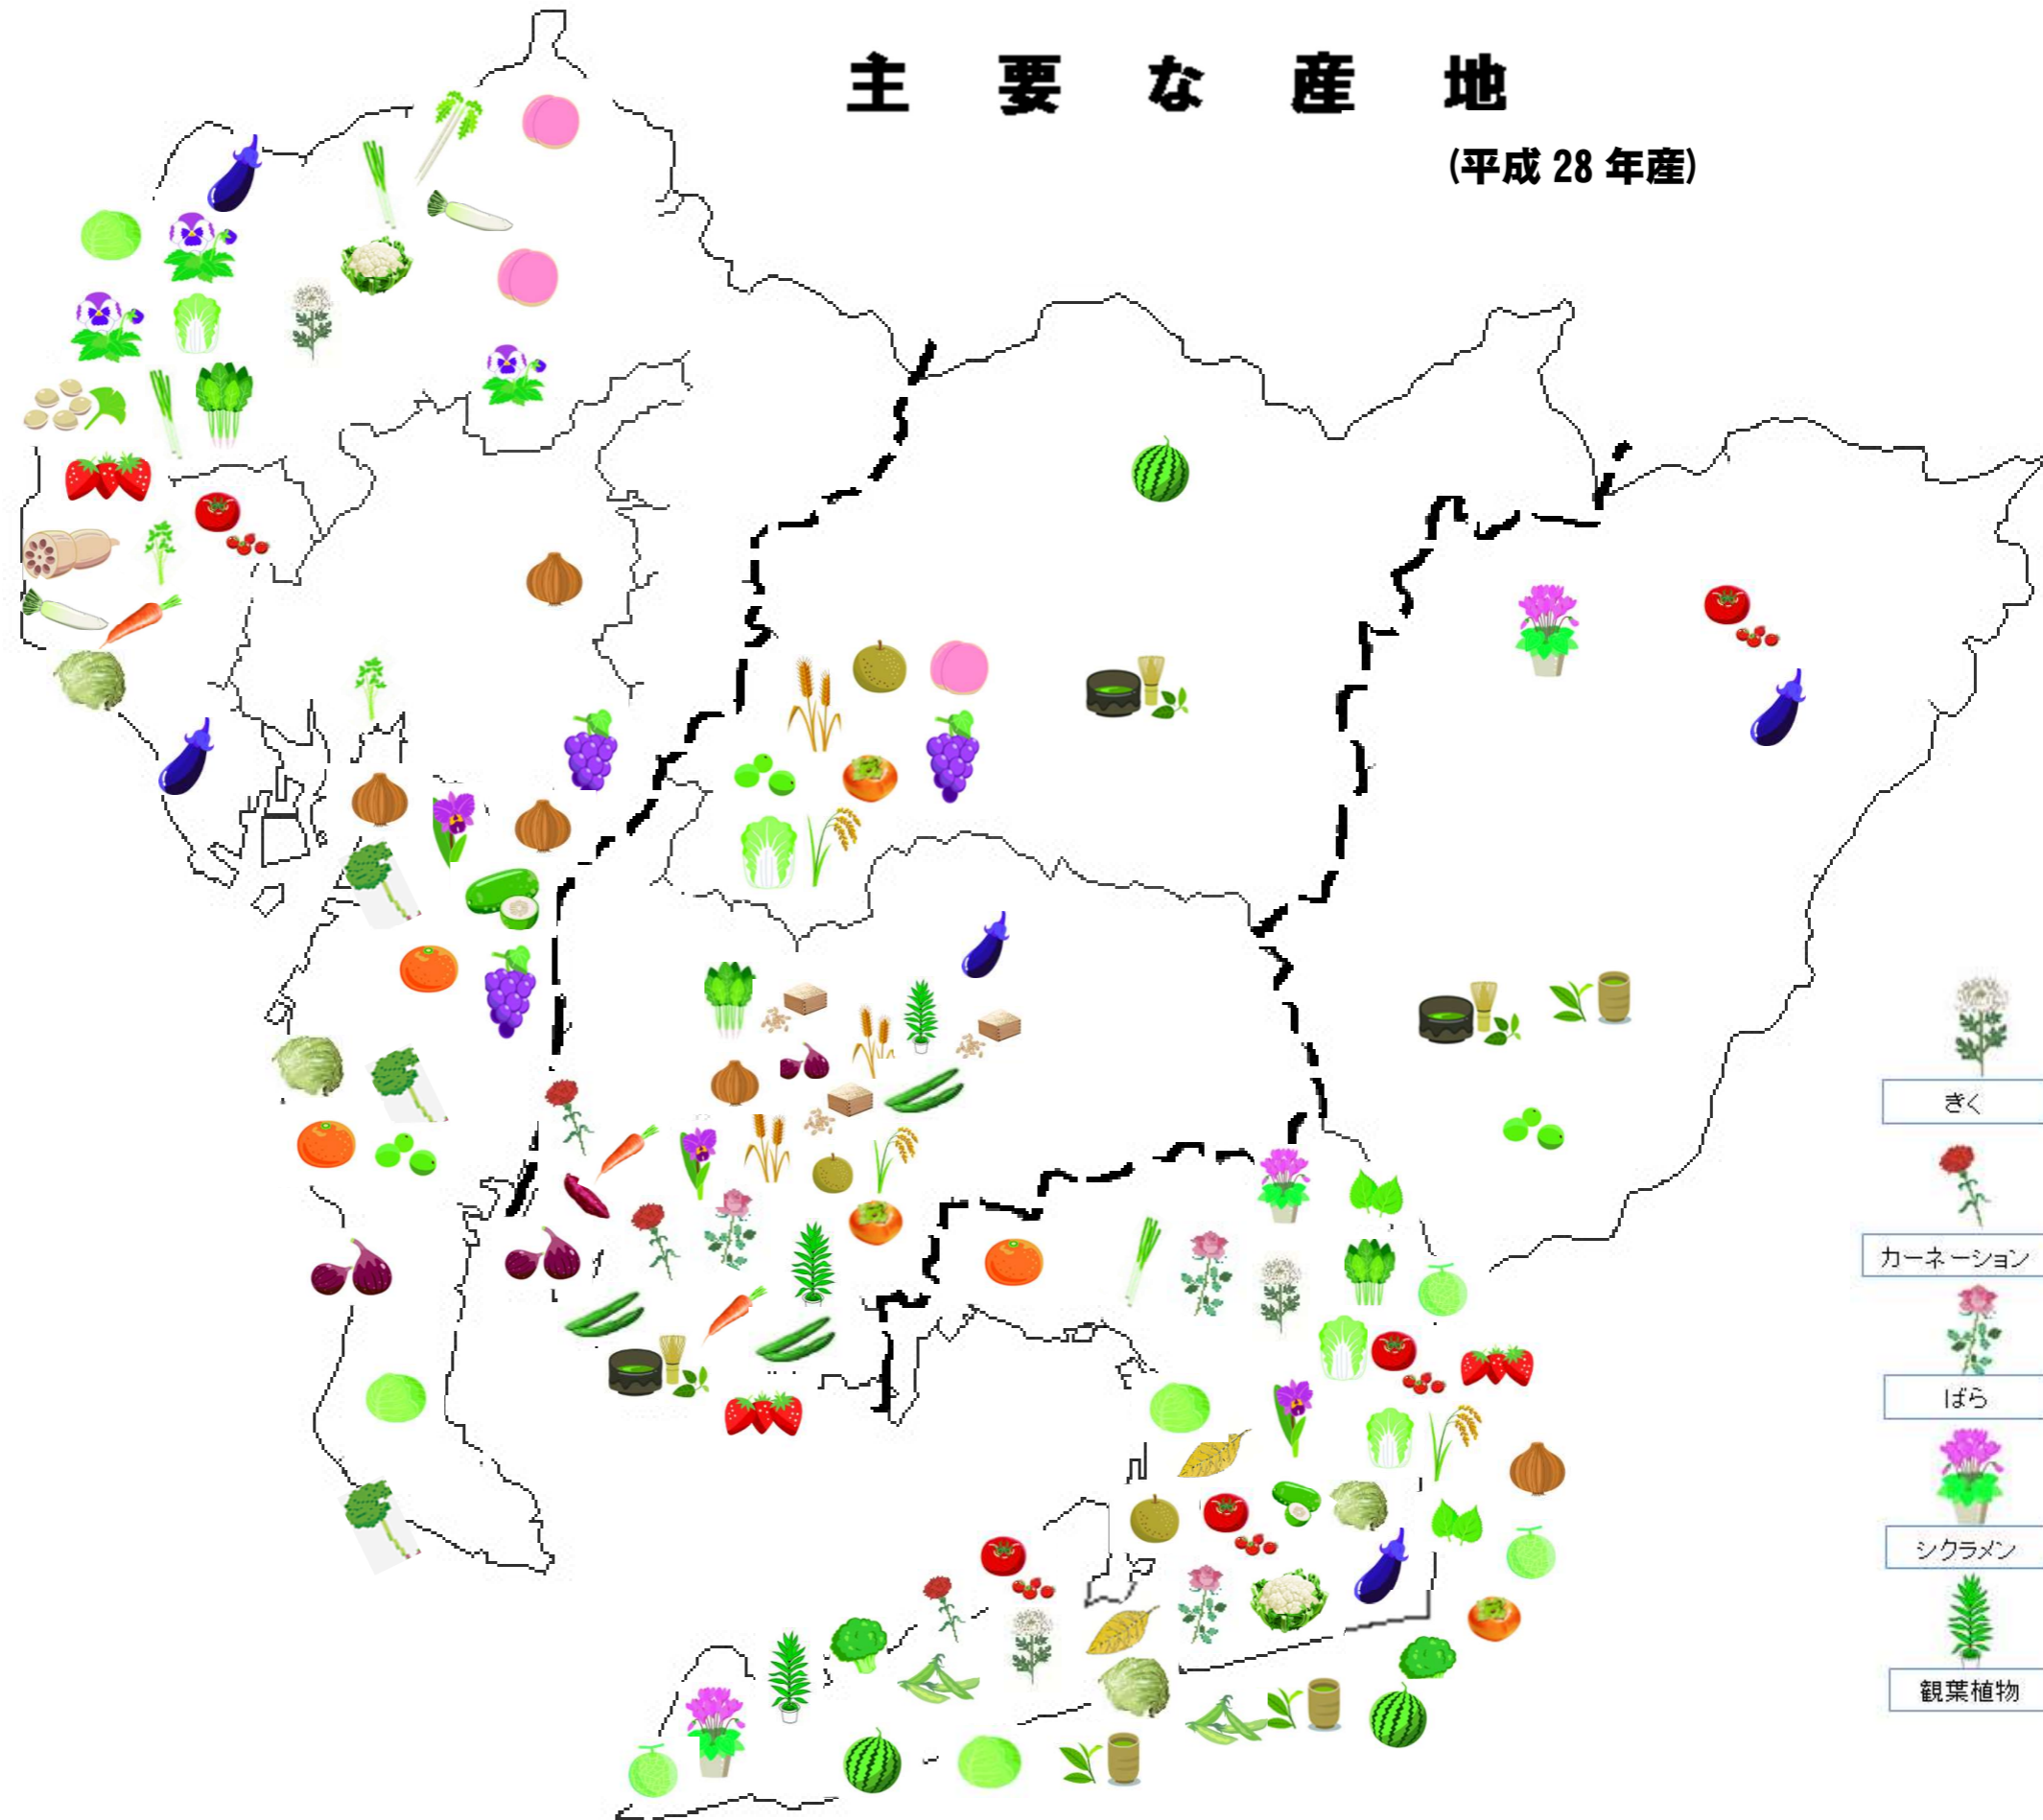 主要な産地
(平成 28 年産)
きく
カーネーション
ばら
シクラメン
観葉植物